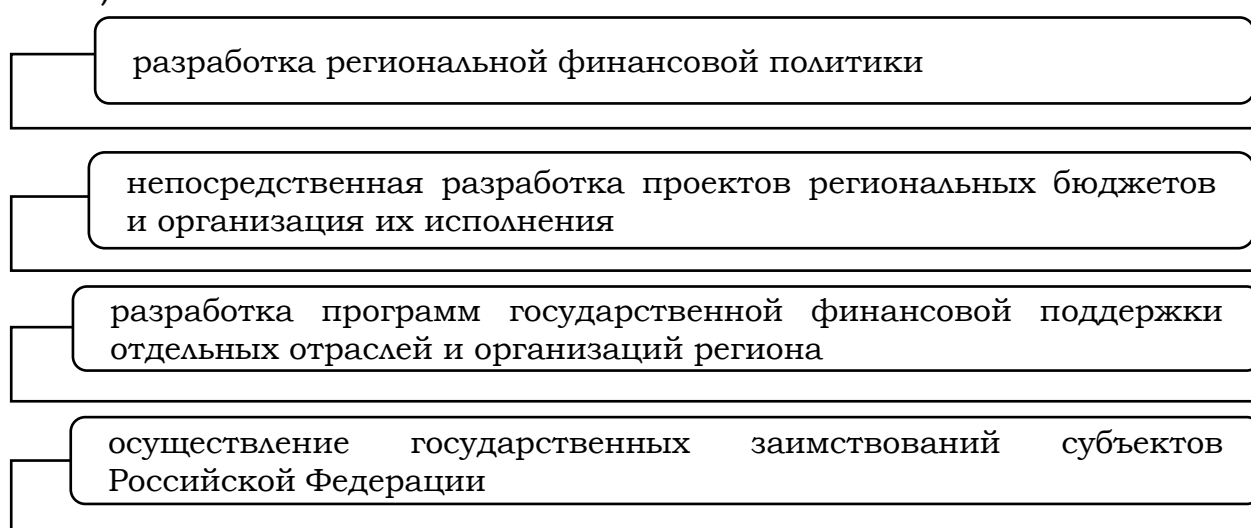 разработка региональной финансовой политики
непосредственная разработка проектов региональных бюджетов
и организация их исполнения
разработка программ государственной финансовой поддержки
отдельных отраслей и организаций региона
осуществление государственных заимствований субъектов
Российской Федерации